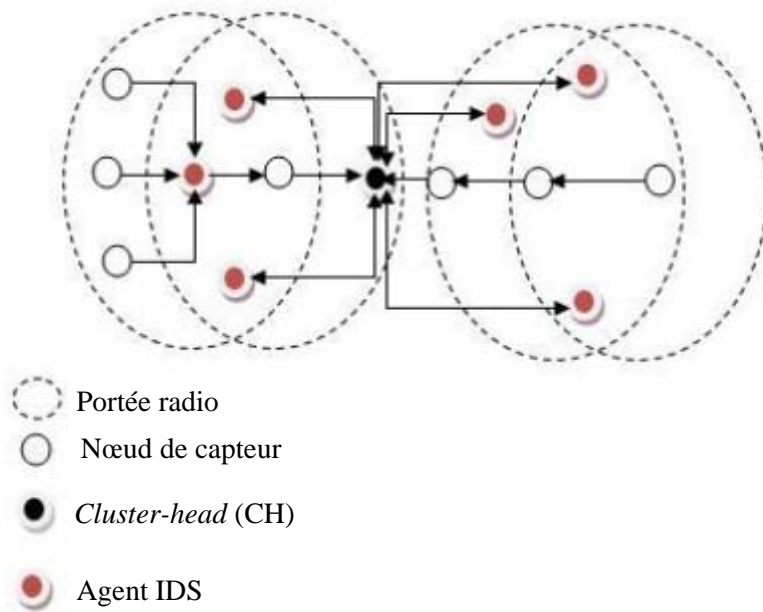 Portée radio
Nœud de capteur
Cluster-head (CH)
Agent IDS